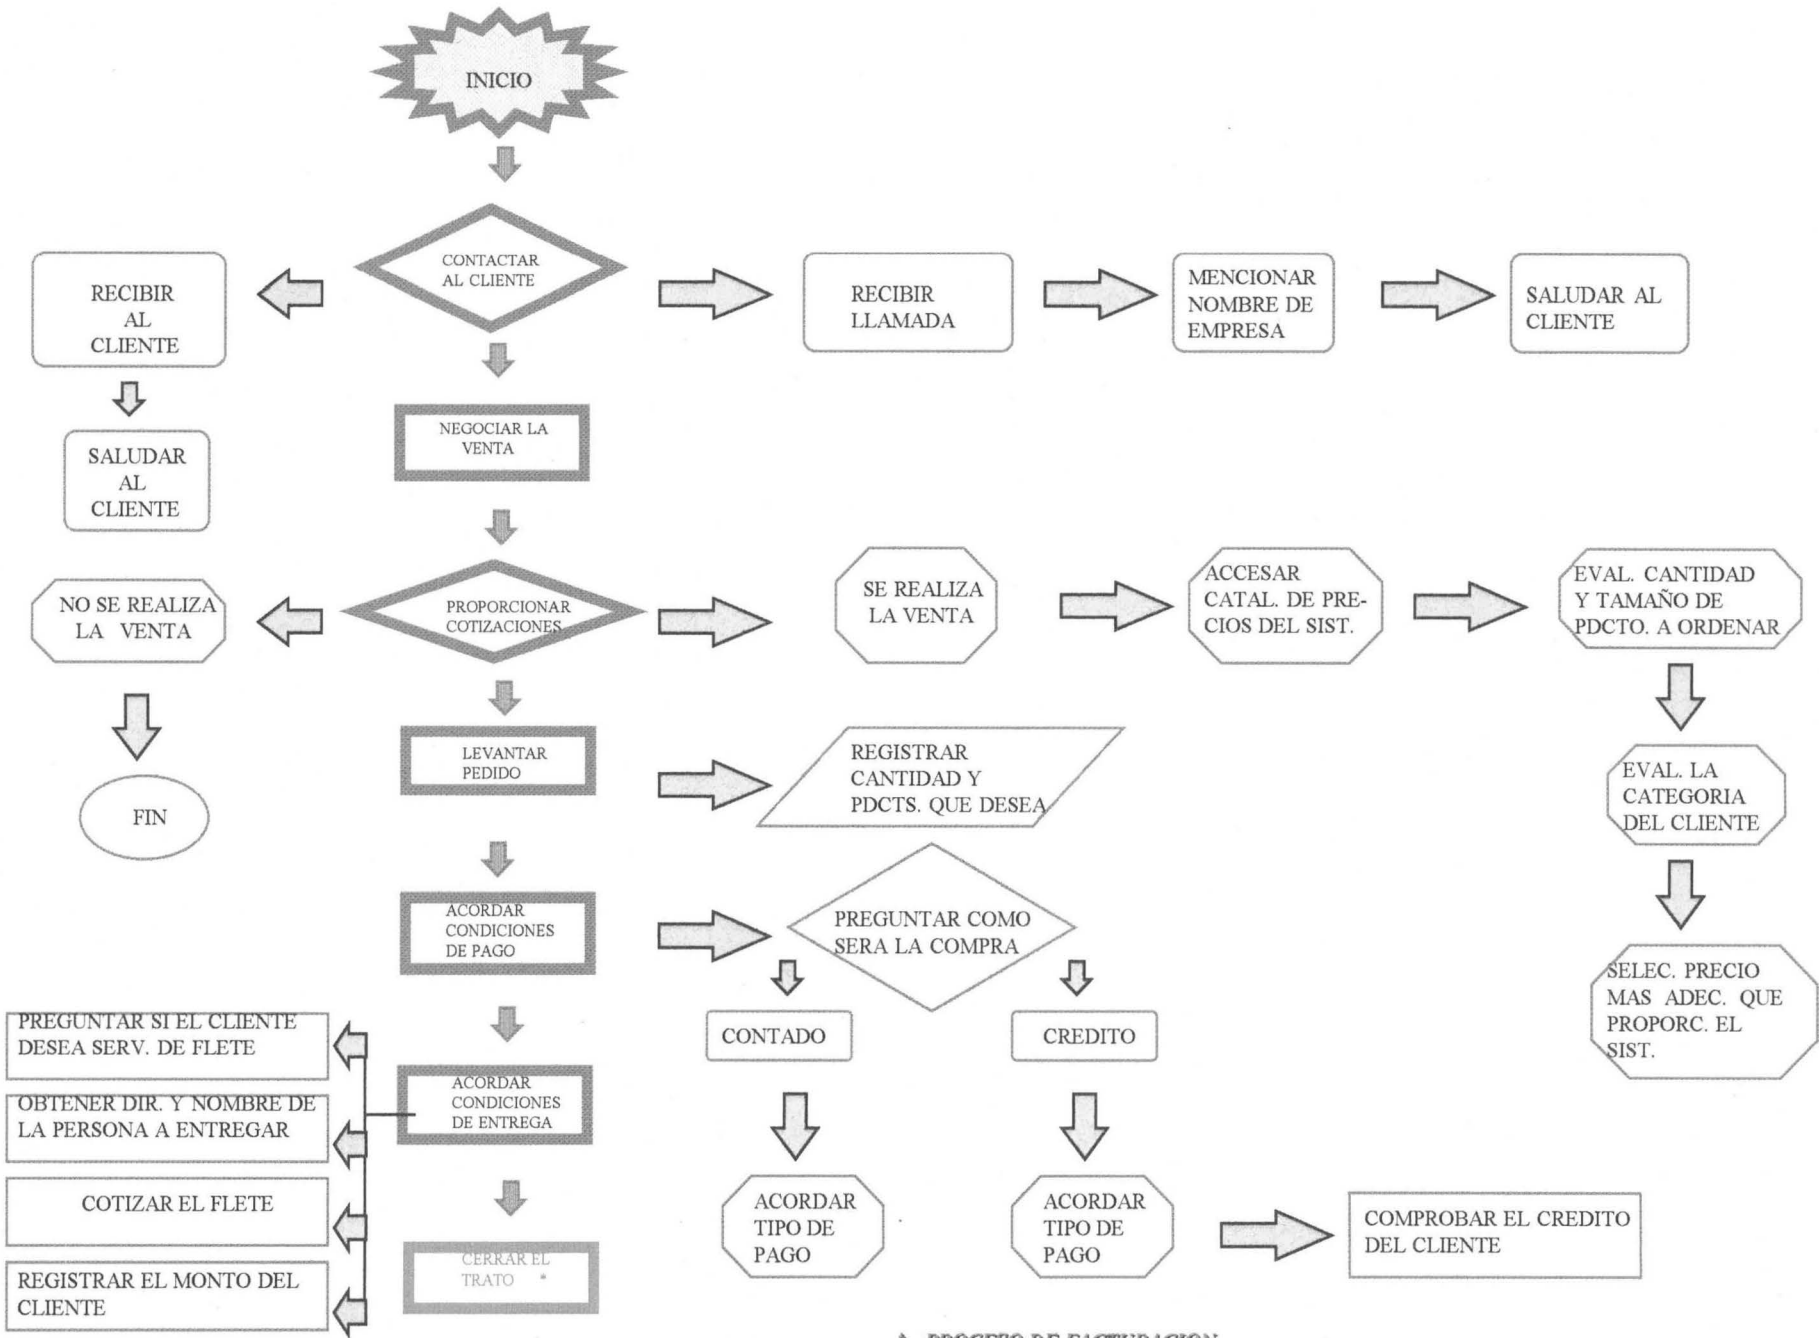 INICIO
CONTACTAR
AL CLIENTE
RECIBIR
AL
CLIENTE
RECIBIR
LLAMADA
MENCIONAR
NOMBRE DE
EMPRESA
SALUDAR AL
CLIENTE
SALUDAR
AL
CLIENTE
NEGOCIAR LA
VENTA
NO SE REALIZA
LA VENTA
PROPORCIONAR
COTIZACIONES
SE REALIZA
LA VENTA
ACCESAR
CATAL. DE PRE-
CIOS DEL SIST.
EVAL. CANTIDAD
Y TAMAÑO DE
PDCTO. A ORDENAR
FIN
LEVANTAR
PEDIDO
REGISTRAR
CANTIDAD Y
PDCTS. QUE DESEA
EVAL. LA
CATEGORIA
DEL CLIENTE
ACORDAR
CONDICIONES
DE PAGO
PREGUNTAR COMO
SERA LA COMPRA
SELEC. PRECIO
MAS ADEC. QUE
PROPORC. EL
SIST.
CONTADO
CREDITO
PREGUNTAR SI EL CLIENTE
DESEA SERV. DE FLETE
OBTENER DIR. Y NOMBRE DE
LA PERSONA A ENTREGAR
COTIZAR EL FLETE
REGISTRAR EL MONTO DEL
CLIENTE
ACORDAR
CONDICIONES
DE ENTREGA
CERRAR EL
TRATO
ACORDAR
TIPO DE
PAGO
ACORDAR
TIPO DE
PAGO
COMPROBAR EL CREDITO
DEL CLIENTE
A PROCESO DE FACTURACION